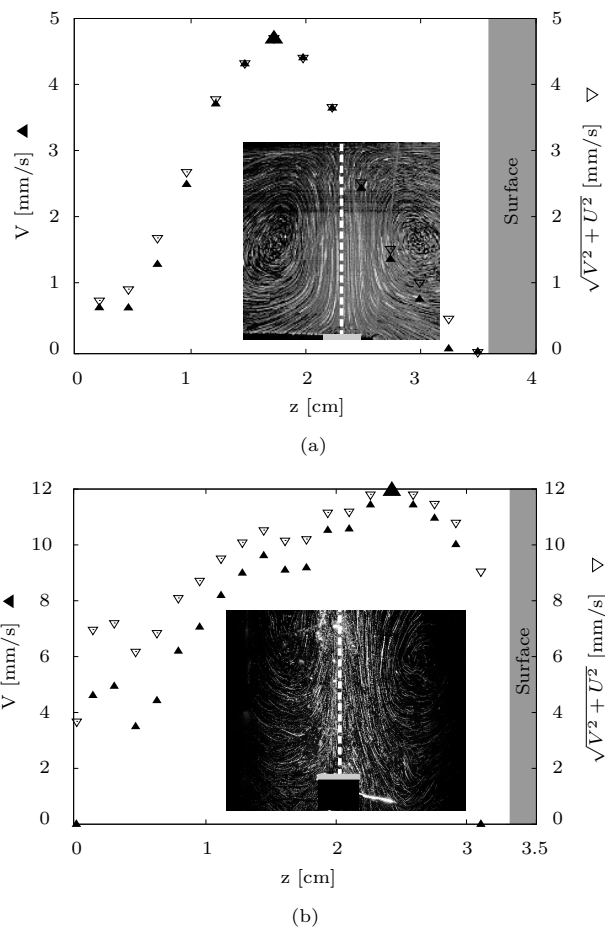 5 5
4 4
3 3
2 2
1 1
0 0
V [mm/s] ▲
√V² + U² [mm/s] ▽
Surface
0 1 2 3 4
z [cm]
(a)
12 12
10 10
8 8
6 6
4 4
2 2
0 0
V [mm/s] ▲
√V² + U² [mm/s] ▽
Surface
0 1 2 3 3.5
z [cm]
(b)